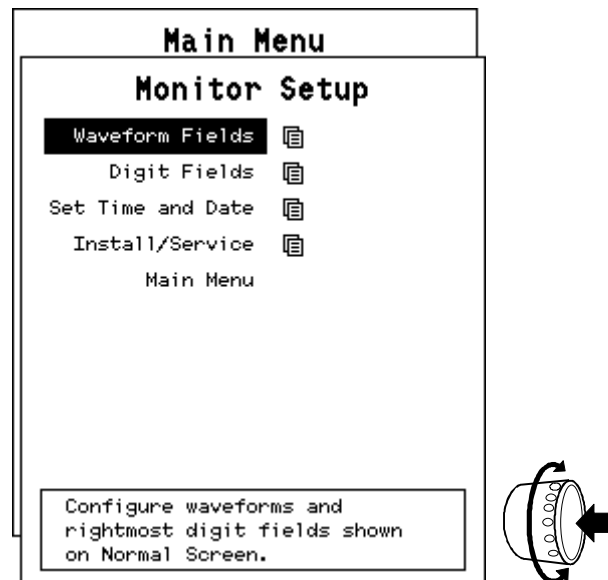 Main Menu
Monitor Setup
Waveform Fields
Digit Fields
Set Time and Date
Install/Service
Main Menu
Configure waveforms and
rightmost digit fields shown
on Normal Screen.